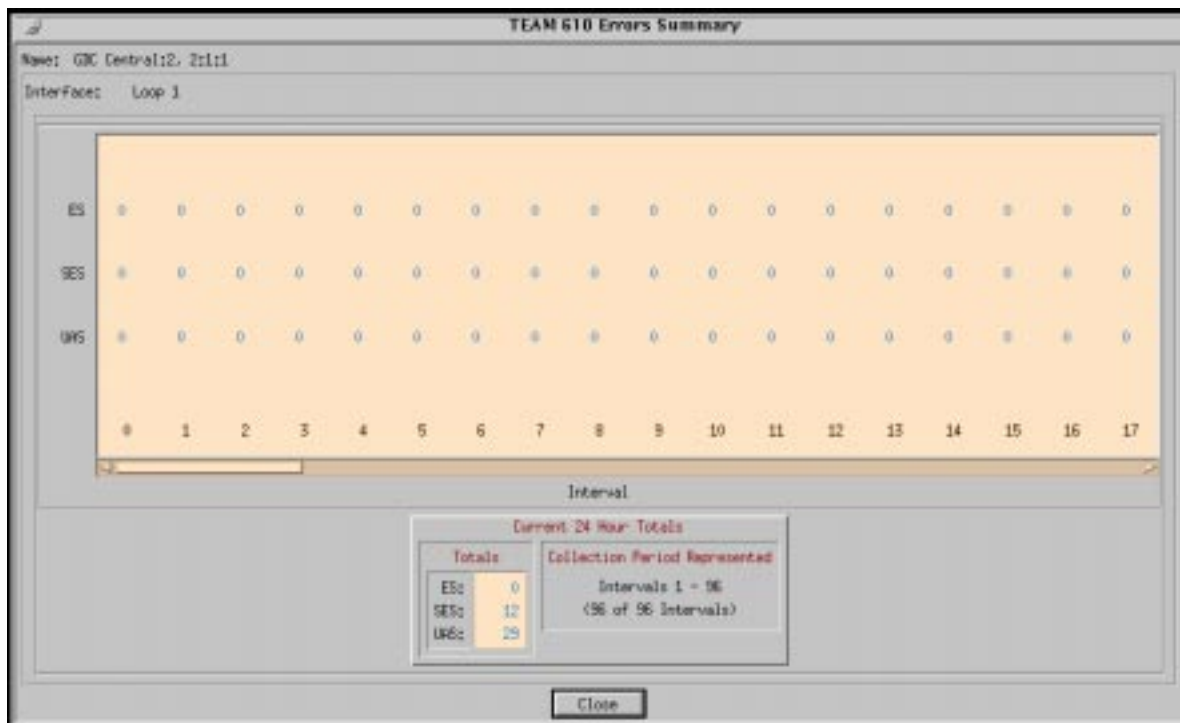 TEAM 610 Errors Summary
Name: GDC Central:2, 2:1:1
Interface: Loop 1
ES 0 0 0 0 0 0 0 0 0 0 0 0 0 0 0 0 0 0
SES 0 0 0 0 0 0 0 0 0 0 0 0 0 0 0 0 0 0
UAS 0 0 0 0 0 0 0 0 0 0 0 0 0 0 0 0 0 0
0 1 2 3 4 5 6 7 8 9 10 11 12 13 14 15 16 17
Interval
Current 24 Hour Totals
Totals
ES: 0
SES: 12
UAS: 29
Collection Period Represented
Intervals 1 - 96
(96 of 96 Intervals)
Close